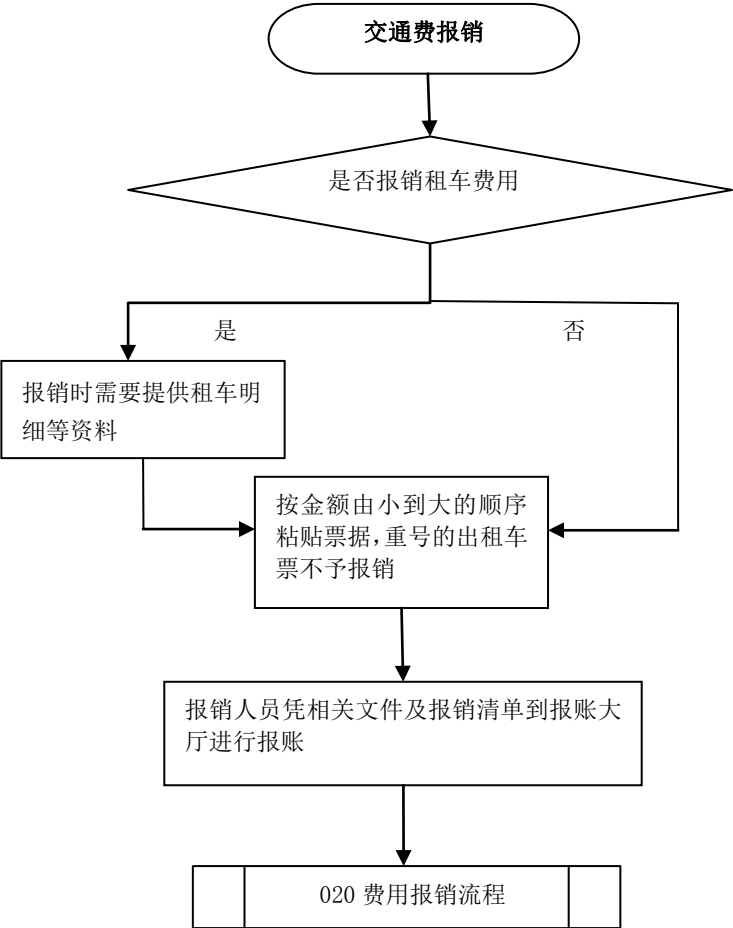 交通费报销
是否报销租车费用
是
否
报销时需要提供租车明
细等资料
按金额由小到大的顺序
粘贴票据,重号的出租车
票不予报销
报销人员凭相关文件及报销清单到报账大
厅进行报账
020 费用报销流程